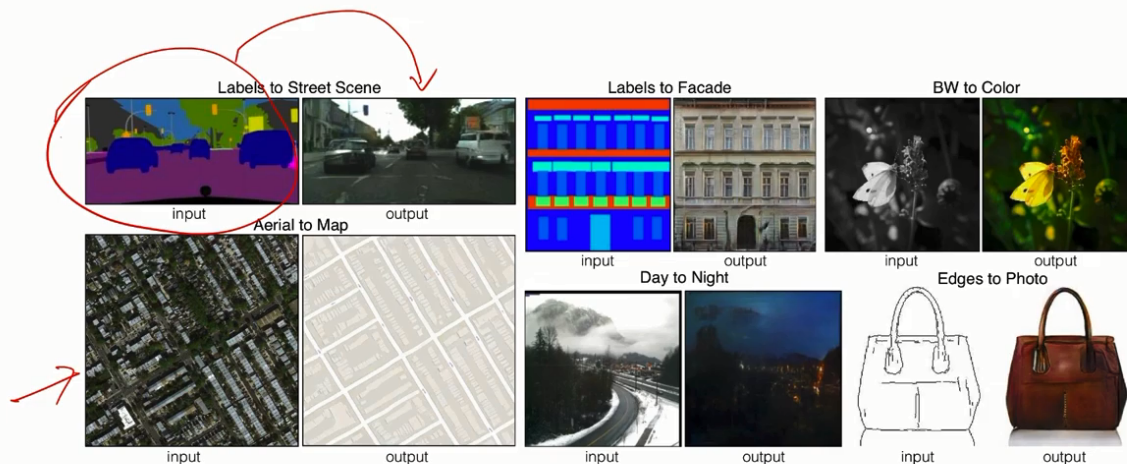 Labels to Street Scene
input
output
Aerial to Map
input
output
Labels to Facade
input
output
BW to Color
input
output
Day to Night
input
output
Edges to Photo
input
output